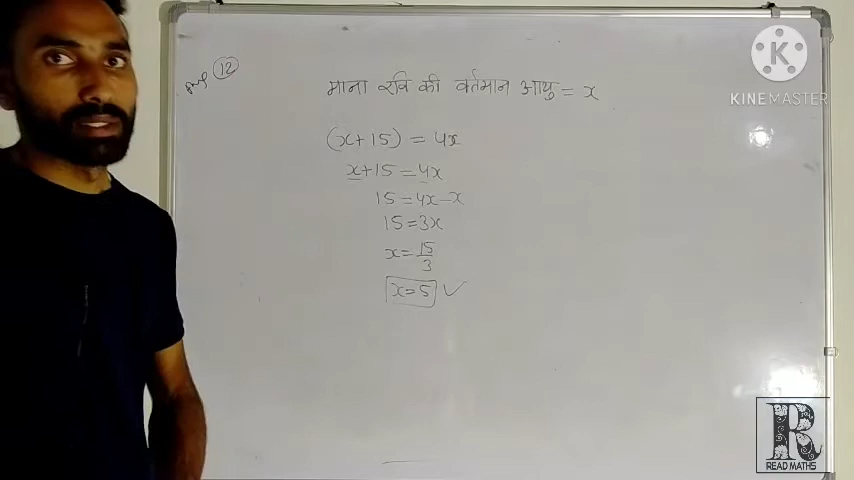 प्रश्न 12
माना रवि की वर्तमान आयु = x
(x+15) = 4x
x+15 = 4x
15 = 4x-x
15 = 3x
x = 15/3
x = 5 ✓
K
KINEMASTER
R
READ MATHS